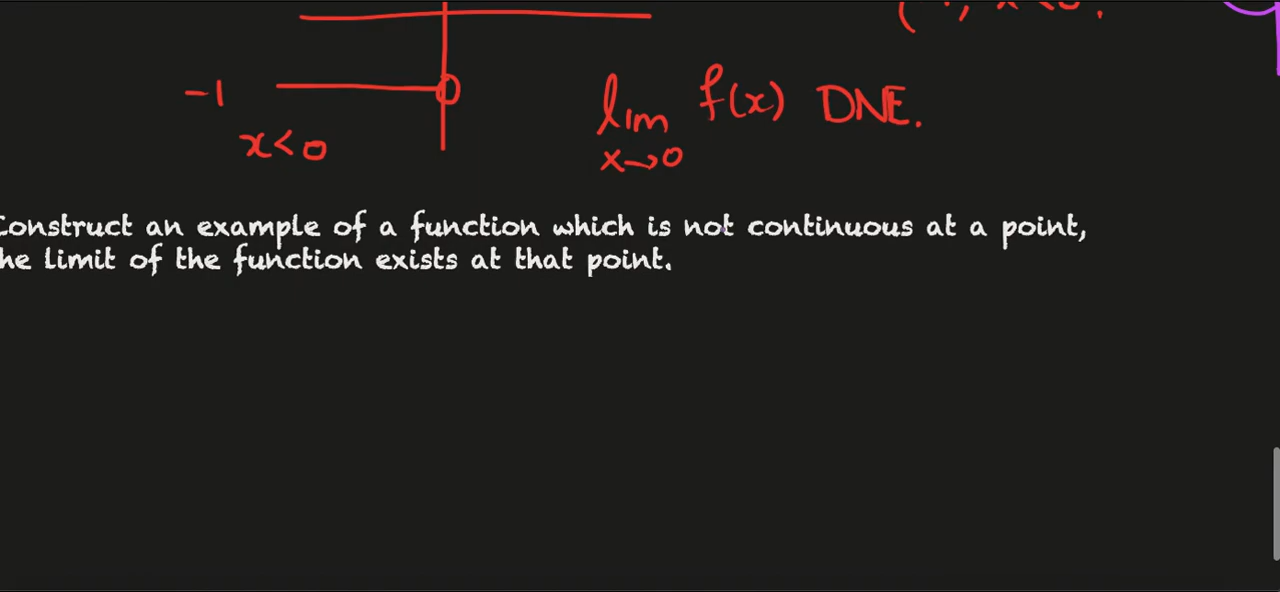 -1
x<0
lim f(x) DNE.
x→0
Construct an example of a function which is not continuous at a point,
he limit of the function exists at that point.